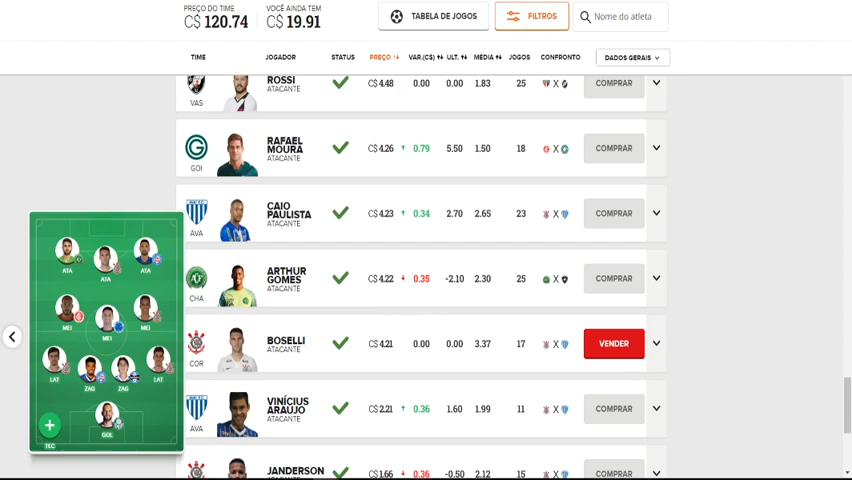 PREÇO DO TIME
C$ 120.74
VOCÊ AINDA TEM
C$ 19.91
TABELA DE JOGOS
FILTROS
Nome do atleta
TIME JOGADOR STATUS PREÇO VAR.(C$) ULT. MÉDIA JOGOS CONFRONTO DADOS GERAIS
VAS
ROSSI
ATACANTE
C$ 4.48 0.00 0.00 1.83 25 X COMPRAR
GOI
RAFAEL
MOURA
ATACANTE
C$ 4.26 0.79 5.50 1.50 18 X COMPRAR
AVA
CAIO
PAULISTA
ATACANTE
C$ 4.23 0.34 2.70 2.65 23 X COMPRAR
CHA
ARTHUR
GOMES
ATACANTE
C$ 4.22 0.35 -2.10 2.30 25 X COMPRAR
COR
BOSELLI
ATACANTE
C$ 4.21 0.00 0.00 3.37 17 X VENDER
AVA
VINÍCIUS
ARAÚJO
ATACANTE
C$ 2.21 0.36 1.60 1.99 11 X COMPRAR
JANDERSON
ATACANTE
C$ 1.66 0.36 -0.50 2.12 15 X COMPRAR
ATA ATA ATA
MEI MEI MEI
LAT ZAG ZAG LAT
GOL
TEC